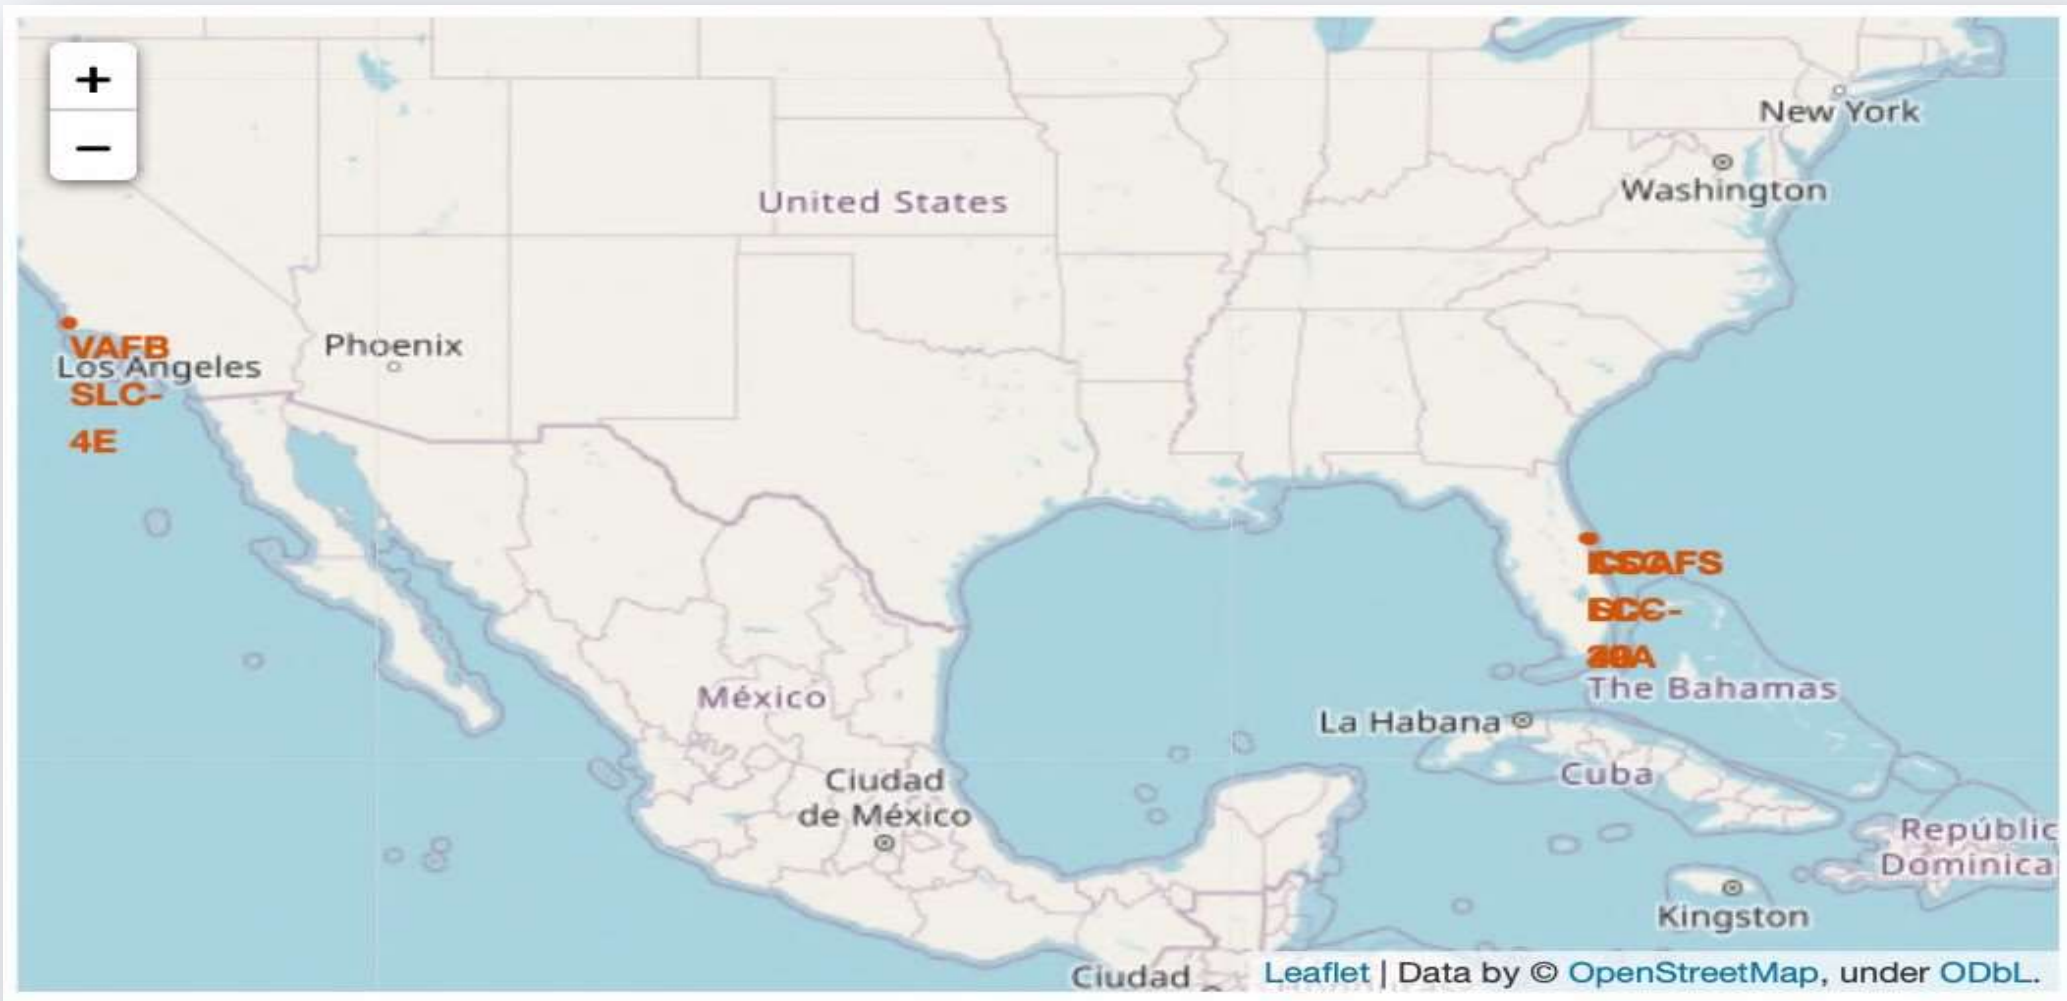 +
New York
−
Washington
United States
VAFB
Phoenix
Los Angeles
SLC-
4E
México
The Bahamas
La Habana
Cuba
Ciudad
de México
Repúblic
Dominica
Kingston
Ciudad
Leaflet | Data by © OpenStreetMap, under ODbL.